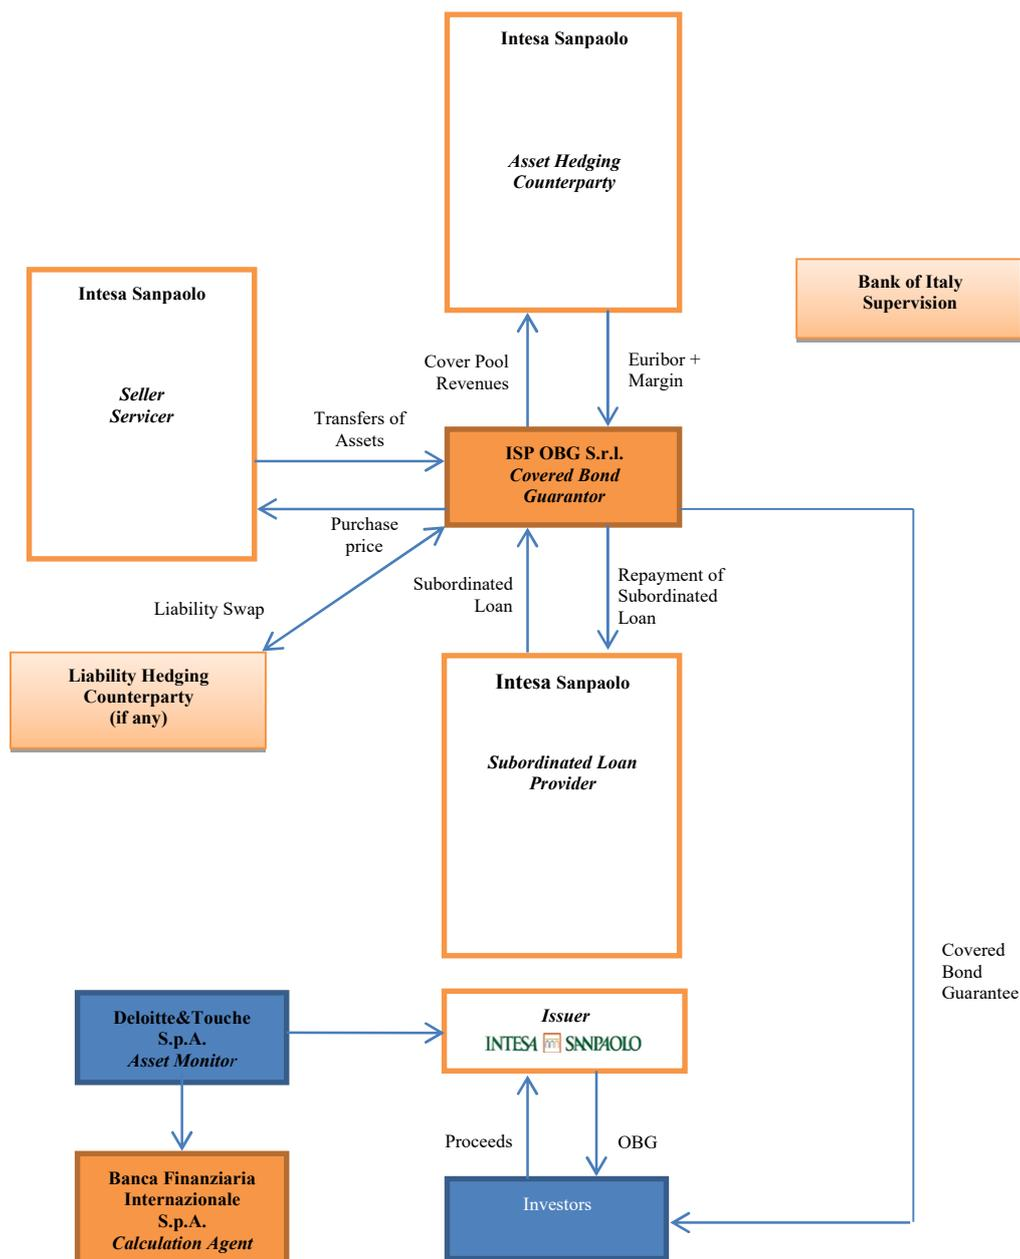 Intesa Sanpaolo
Asset Hedging
Counterparty
Bank of Italy
Supervision
Intesa Sanpaolo
Seller
Servicer
Cover Pool
Revenues
Euribor +
Margin
Transfers of
Assets
ISP OBG S.r.l.
Covered Bond
Guarantor
Purchase
price
Liability Swap
Subordinated
Loan
Repayment of
Subordinated
Loan
Liability Hedging
Counterparty
(if any)
Intesa Sanpaolo
Subordinated Loan
Provider
Covered
Bond
Guarantee
Deloitte&Touche
S.p.A.
Asset Monitor
Issuer
INTESA SANPAOLO
Proceeds
OBG
Banca Finanziaria
Internazionale
S.p.A.
Calculation Agent
Investors